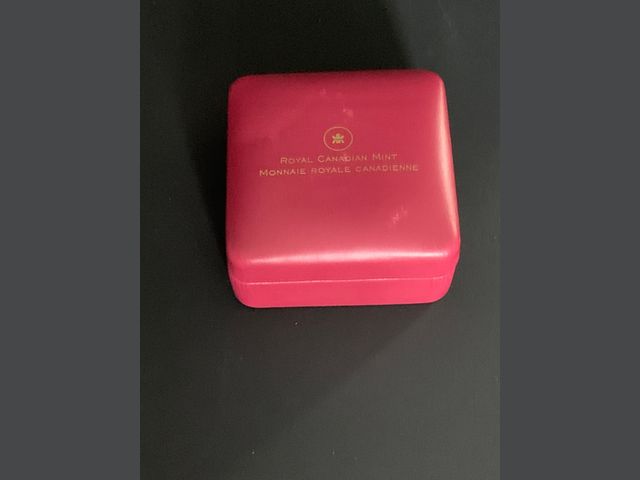 ROYAL CANADIAN MINT
MONNAIE ROYALE CANADIENNE